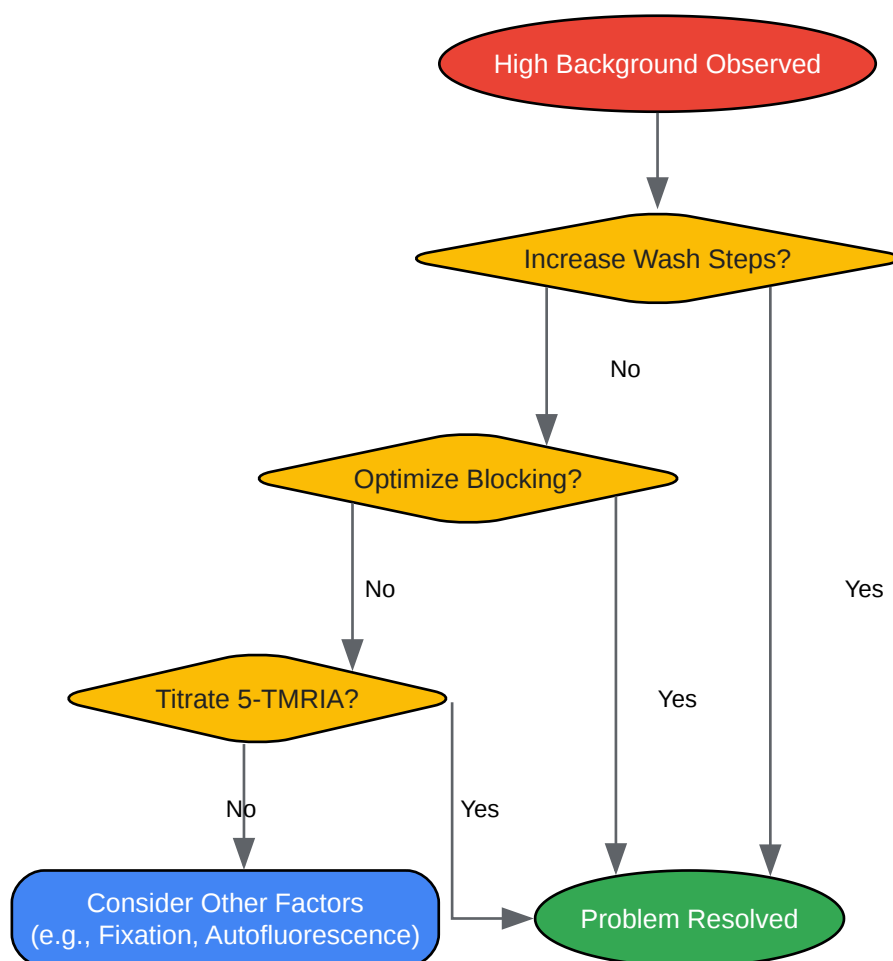 High Background Observed
Increase Wash Steps?
No
Optimize Blocking?
No
Yes
Titrate 5-TMRIA?
Yes
No
Yes
Consider Other Factors
(e.g., Fixation, Autofluorescence)
Problem Resolved